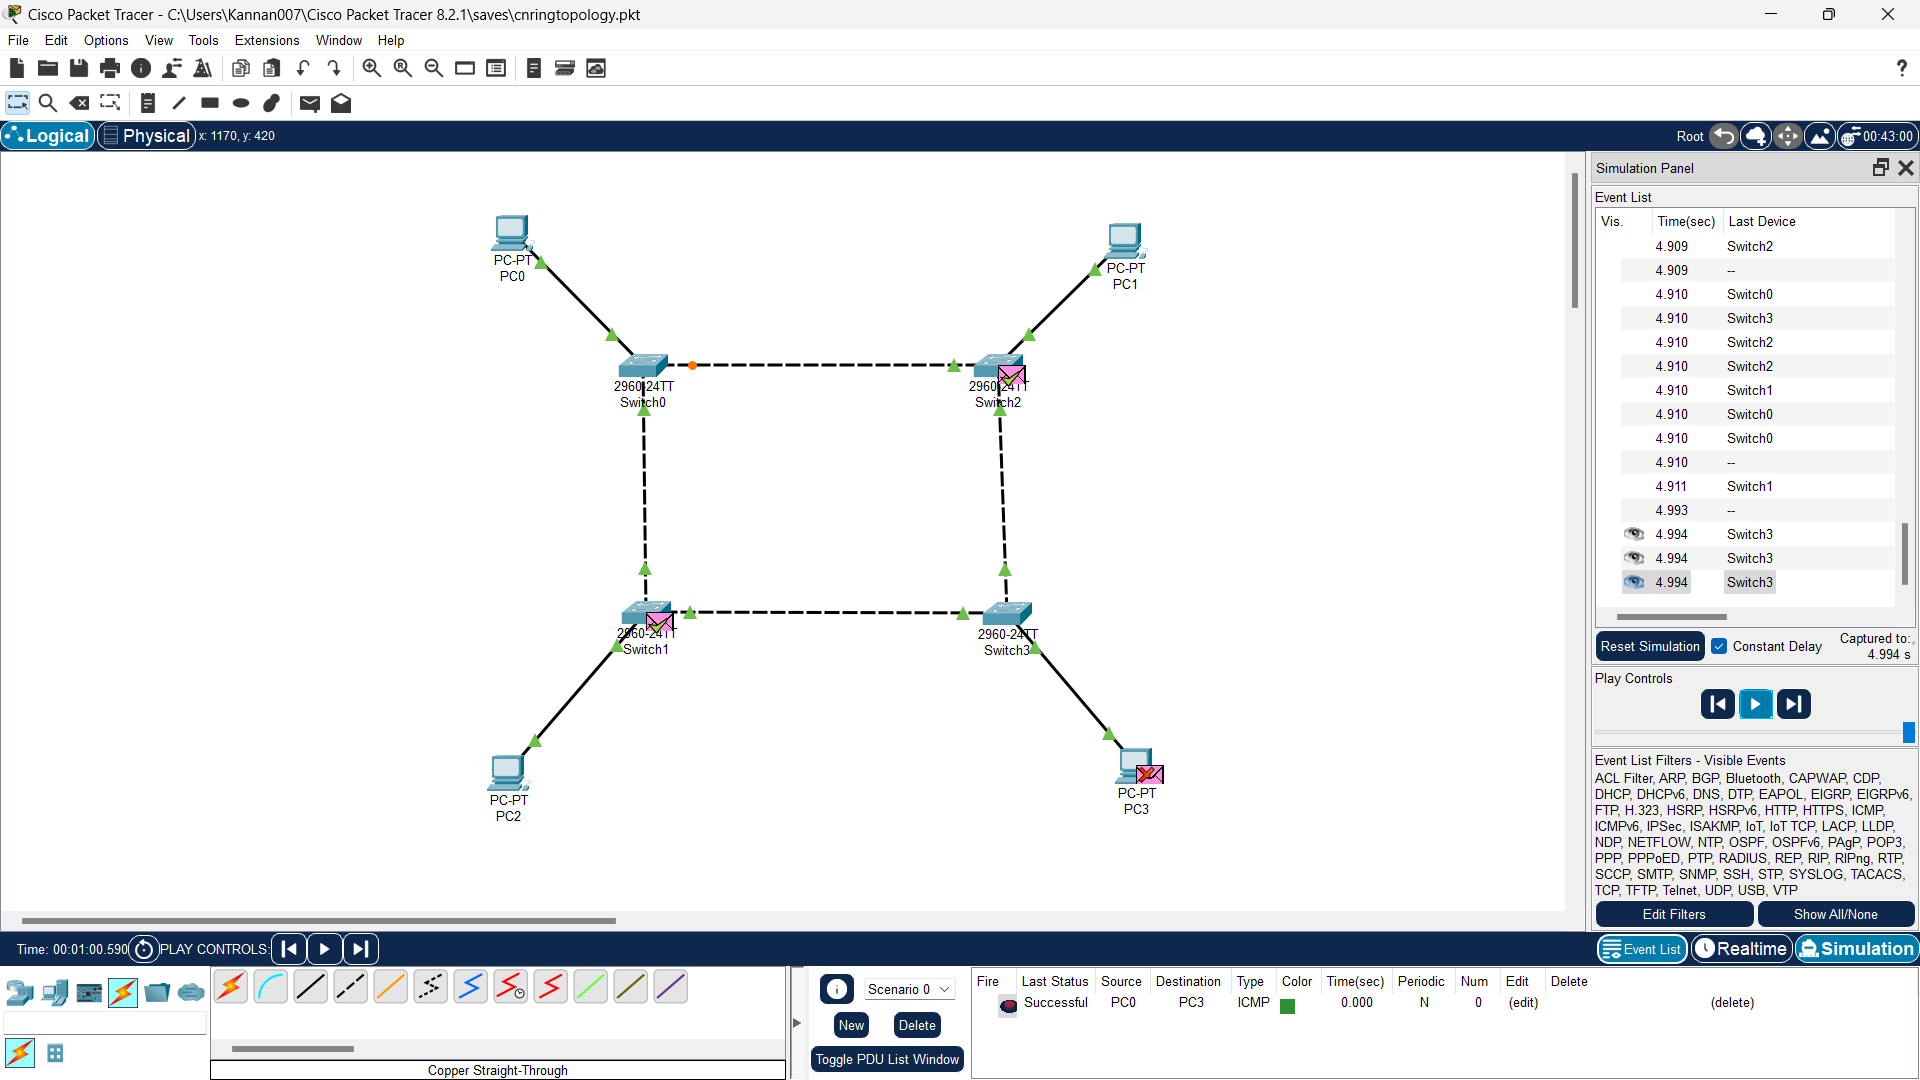 Cisco Packet Tracer - C:\Users\Kannan007\Cisco Packet Tracer 8.2.1\saves\cnringtopology.pkt
File Edit Options View Tools Extensions Window Help
Logical Physical x: 1170, y: 420
Root 00:43:00
Simulation Panel
Event List
Vis. Time(sec) Last Device
4.909 Switch2
4.909 --
4.910 Switch0
4.910 Switch3
4.910 Switch2
4.910 Switch2
4.910 Switch1
4.910 Switch0
4.910 Switch0
4.910 --
4.911 Switch1
4.993 --
4.994 Switch3
4.994 Switch3
4.994 Switch3
Reset Simulation Constant Delay Captured to:
4.994 s
Play Controls
Event List Filters - Visible Events
ACL Filter, ARP, BGP, Bluetooth, CAPWAP, CDP,
DHCP, DHCPv6, DNS, DTP, EAPOL, EIGRP, EIGRPv6,
FTP, H.323, HSRP, HSRPv6, HTTP, HTTPS, ICMP,
ICMPv6, IPSec, ISAKMP, IoT, IoT TCP, LACP, LLDP,
NDP, NETFLOW, NTP, OSPF, OSPFv6, PAgP, POP3,
PPP, PPPoED, PTP, RADIUS, REP, RIP, RIPng, RTP,
SCCP, SMTP, SNMP, SSH, STP, SYSLOG, TACACS,
TCP, TFTP, Telnet, UDP, USB, VTP
Edit Filters Show All/None
PC-PT
PC0
PC-PT
PC1
2960-24TT
Switch0
2960-24TT
Switch2
2960-24TT
Switch1
2960-24TT
Switch3
PC-PT
PC2
PC-PT
PC3
Time: 00:01:00.590 PLAY CONTROLS:
Event List Realtime Simulation
Scenario 0
New Delete
Toggle PDU List Window
Fire Last Status Source Destination Type Color Time(sec) Periodic Num Edit Delete
Successful PC0 PC3 ICMP 0.000 N 0 (edit) (delete)
Copper Straight-Through